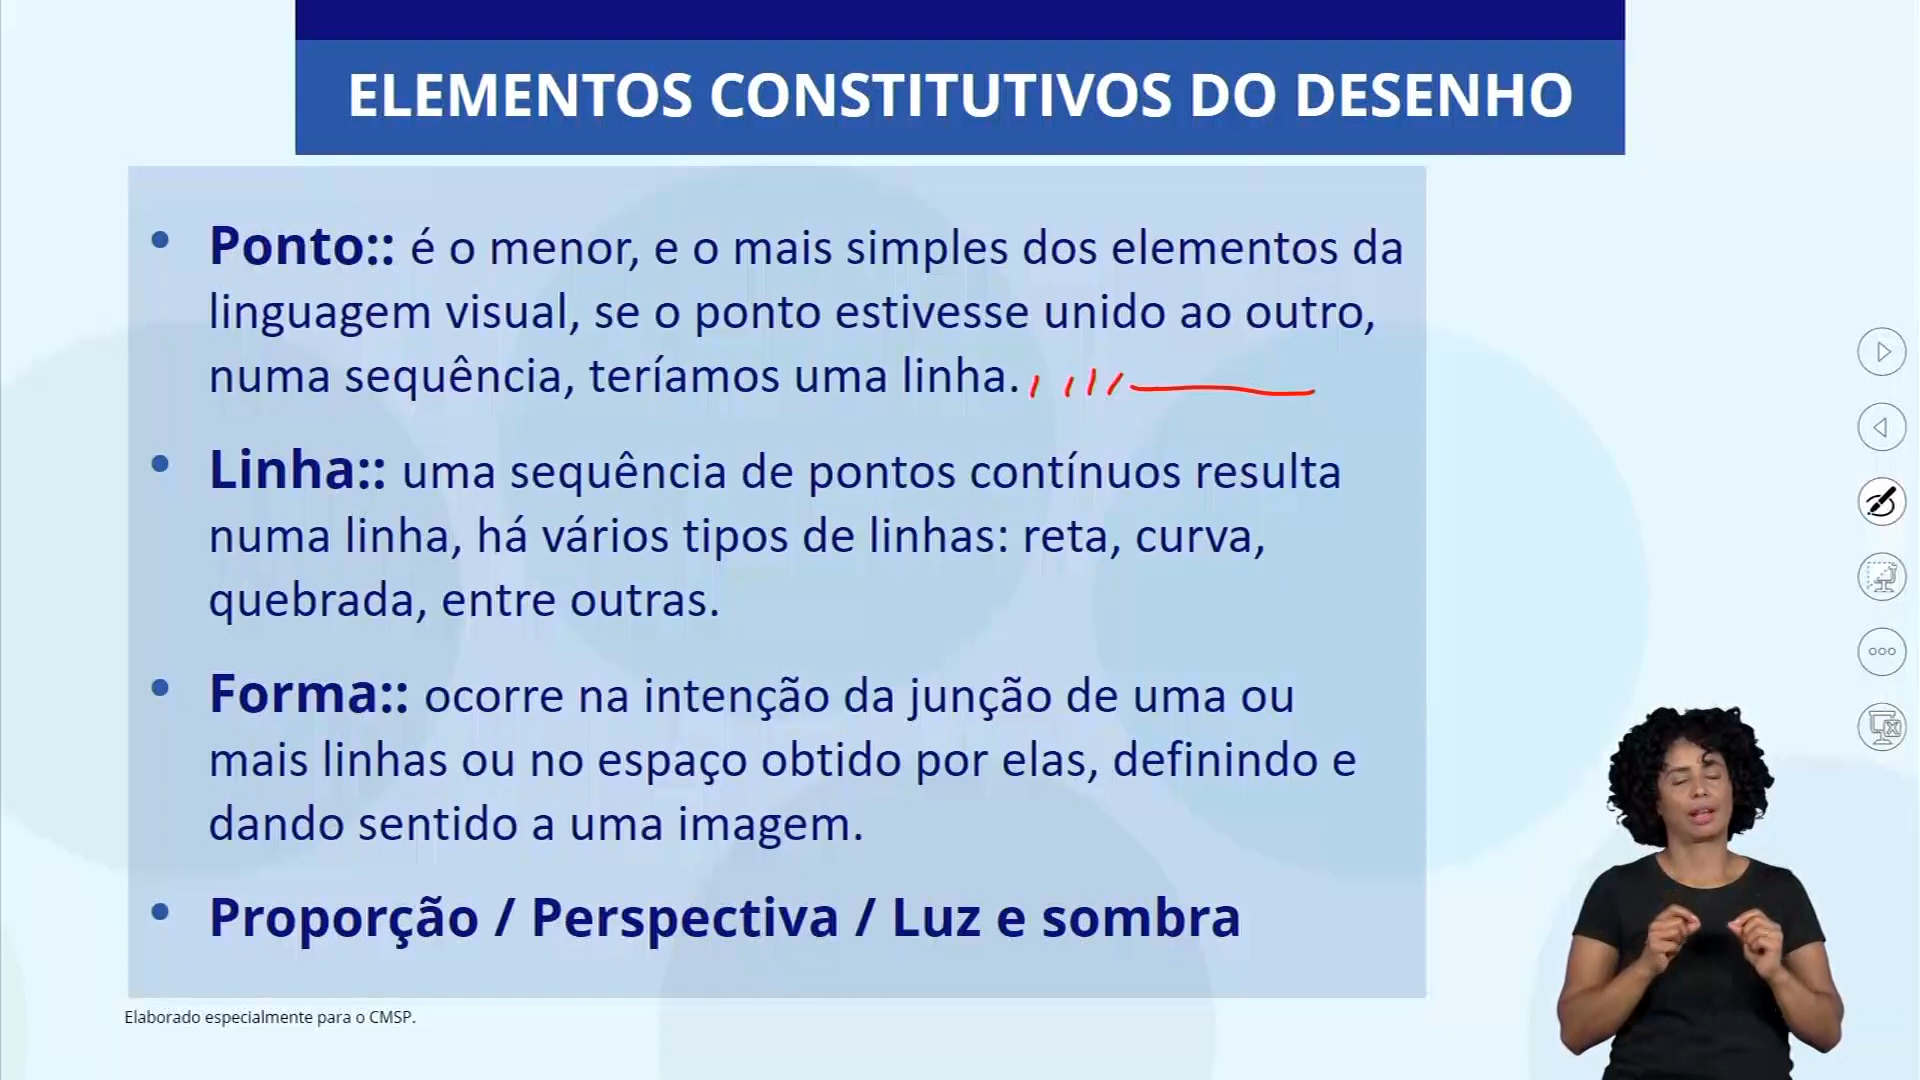 ELEMENTOS CONSTITUTIVOS DO DESENHO
• Ponto:: é o menor, e o mais simples dos elementos da
linguagem visual, se o ponto estivesse unido ao outro,
numa sequência, teríamos uma linha.
• Linha:: uma sequência de pontos contínuos resulta
numa linha, há vários tipos de linhas: reta, curva,
quebrada, entre outras.
• Forma:: ocorre na intenção da junção de uma ou
mais linhas ou no espaço obtido por elas, definindo e
dando sentido a uma imagem.
• Proporção / Perspectiva / Luz e sombra
Elaborado especialmente para o CMSP.